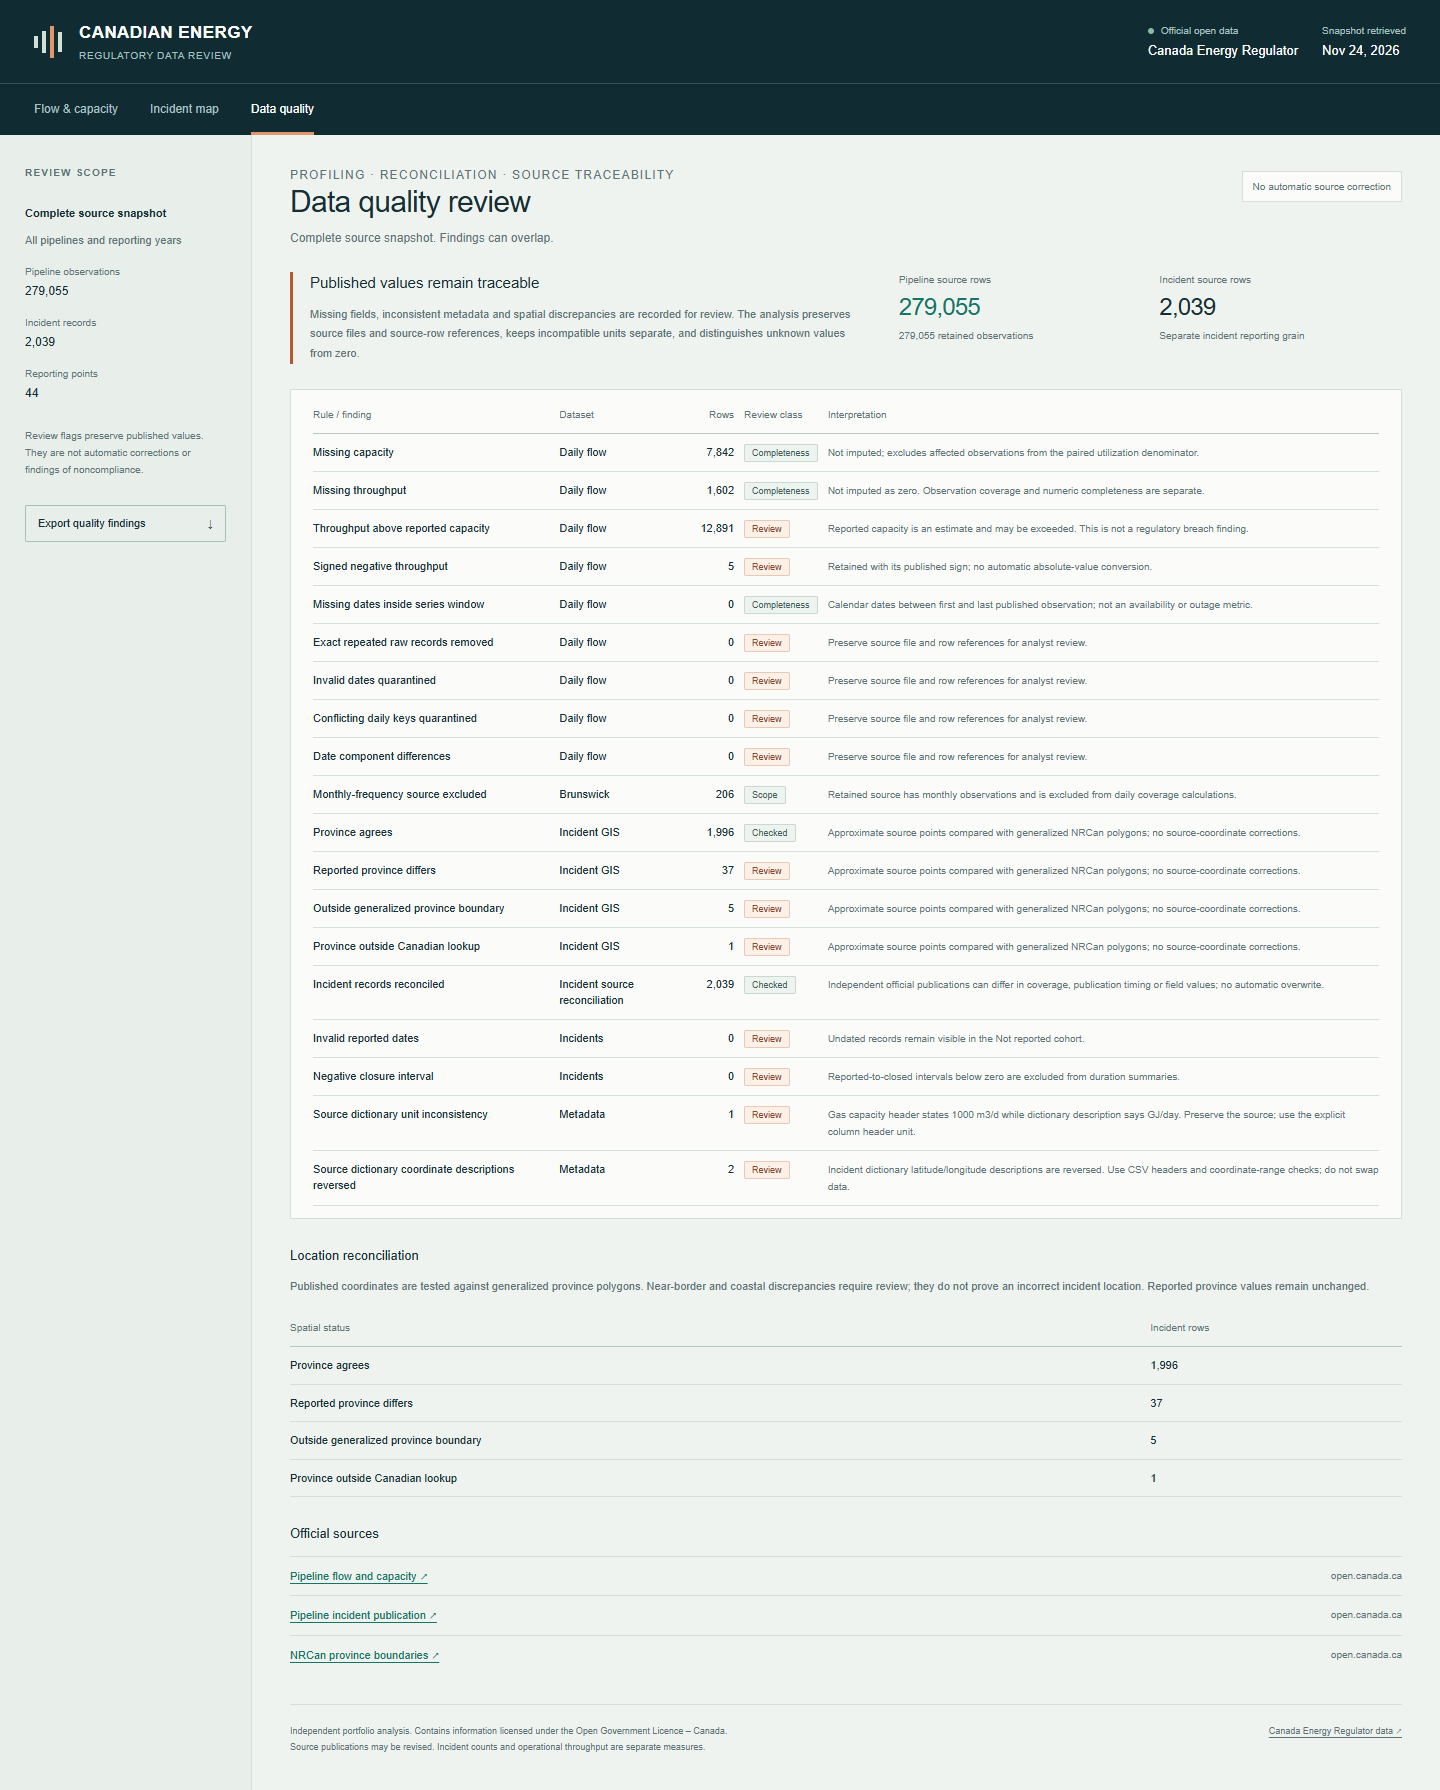 CANADIAN ENERGY
REGULATORY DATA REVIEW
Official open data
Canada Energy Regulator
Snapshot retrieved
Nov 24, 2026
Flow & capacity Incident map Data quality
REVIEW SCOPE
Complete source snapshot
All pipelines and reporting years
Pipeline observations
279,055
Incident records
2,039
Reporting points
44
Review flags preserve published values.
They are not automatic corrections or
findings of noncompliance.
Export quality findings ↓
PROFILING · RECONCILIATION · SOURCE TRACEABILITY
Data quality review
Complete source snapshot. Findings can overlap.
No automatic source correction
Published values remain traceable
Missing fields, inconsistent metadata and spatial discrepancies are recorded for review. The analysis preserves
source files and source-row references, keeps incompatible units separate, and distinguishes unknown values
from zero.
Pipeline source rows
279,055
279,055 retained observations
Incident source rows
2,039
Separate incident reporting grain
Rule / finding Dataset Rows Review class Interpretation
Missing capacity Daily flow 7,842 Completeness Not imputed; excludes affected observations from the paired utilization denominator.
Missing throughput Daily flow 1,602 Completeness Not imputed as zero. Observation coverage and numeric completeness are separate.
Throughput above reported capacity Daily flow 12,891 Review Reported capacity is an estimate and may be exceeded. This is not a regulatory breach finding.
Signed negative throughput Daily flow 5 Review Retained with its published sign; no automatic absolute-value conversion.
Missing dates inside series window Daily flow 0 Completeness Calendar dates between first and last published observation; not an availability or outage metric.
Exact repeated raw records removed Daily flow 0 Review Preserve source file and row references for analyst review.
Invalid dates quarantined Daily flow 0 Review Preserve source file and row references for analyst review.
Conflicting daily keys quarantined Daily flow 0 Review Preserve source file and row references for analyst review.
Date component differences Daily flow 0 Review Preserve source file and row references for analyst review.
Monthly-frequency source excluded Brunswick 206 Scope Retained source has monthly observations and is excluded from daily coverage calculations.
Province agrees Incident GIS 1,996 Checked Approximate source points compared with generalized NRCan polygons; no source-coordinate corrections.
Reported province differs Incident GIS 37 Review Approximate source points compared with generalized NRCan polygons; no source-coordinate corrections.
Outside generalized province boundary Incident GIS 5 Review Approximate source points compared with generalized NRCan polygons; no source-coordinate corrections.
Province outside Canadian lookup Incident GIS 1 Review Approximate source points compared with generalized NRCan polygons; no source-coordinate corrections.
Incident records reconciled Incident source 2,039 Checked Independent official publications can differ in coverage, publication timing or field values; no automatic overwrite.
reconciliation
Invalid reported dates Incidents 0 Review Undated records remain visible in the Not reported cohort.
Negative closure interval Incidents 0 Review Reported-to-closed intervals below zero are excluded from duration summaries.
Source dictionary unit inconsistency Metadata 1 Review Gas capacity header states 1000 m3/d while dictionary description says GJ/day. Preserve the source; use the explicit
column header unit.
Source dictionary coordinate descriptions Metadata 2 Review Incident dictionary latitude/longitude descriptions are reversed. Use CSV headers and coordinate-range checks; do not swap
reversed data.
Location reconciliation
Published coordinates are tested against generalized province polygons. Near-border and coastal discrepancies require review; they do not prove an incorrect incident location. Reported province values remain unchanged.
Spatial status Incident rows
Province agrees 1,996
Reported province differs 37
Outside generalized province boundary 5
Province outside Canadian lookup 1
Official sources
Pipeline flow and capacity ↗ open.canada.ca
Pipeline incident publication ↗ open.canada.ca
NRCan province boundaries ↗ open.canada.ca
Independent portfolio analysis. Contains information licensed under the Open Government Licence – Canada.
Source publications may be revised. Incident counts and operational throughput are separate measures.
Canada Energy Regulator data ↗